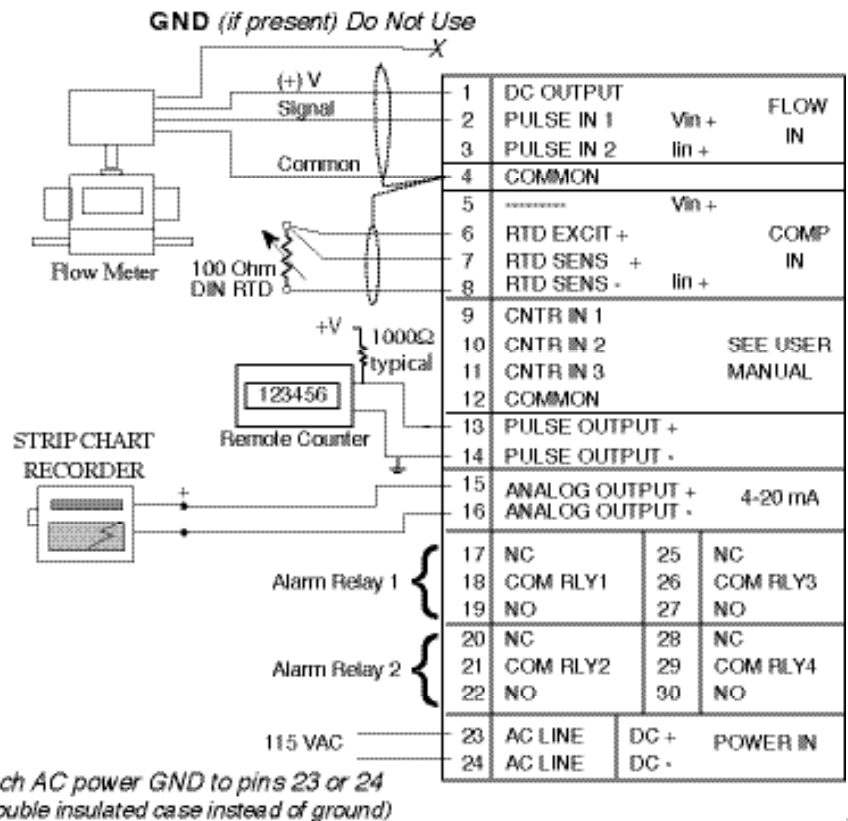 GND (if present) Do Not Use
X
(+) V
Signal
Common
Flow Meter
100 Ohm
DIN RTD
+V
1000Ω
typical
123456
Remote Counter
STRIP CHART
RECORDER
+
Alarm Relay 1
Alarm Relay 2
115 VAC
1 DC OUTPUT
2 PULSE IN 1 Vin +
3 PULSE IN 2 Iin +
FLOW
IN
4 COMMON
5 --------- Vin +
6 RTD EXCIT +
7 RTD SENS +
8 RTD SENS - Iin +
COMP
IN
9 CNTR IN 1
10 CNTR IN 2
11 CNTR IN 3
12 COMMON
SEE USER
MANUAL
13 PULSE OUTPUT +
14 PULSE OUTPUT -
15 ANALOG OUTPUT +
16 ANALOG OUTPUT -
4-20 mA
17 NC 25 NC
18 COM RLY1 26 COM RLY3
19 NO 27 NO
20 NC 28 NC
21 COM RLY2 29 COM RLY4
22 NO 30 NO
23 AC LINE DC +
24 AC LINE DC -
POWER IN
ch AC power GND to pins 23 or 24
ouble insulated case instead of ground)